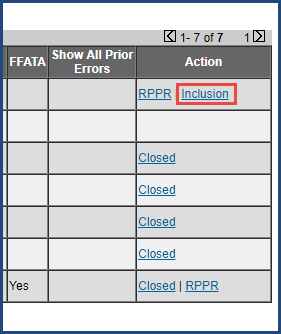 1- 7 of 7 1
FFATA Show All Prior Errors Action
RPPR Inclusion
Closed
Closed
Closed
Closed
Yes Closed | RPPR